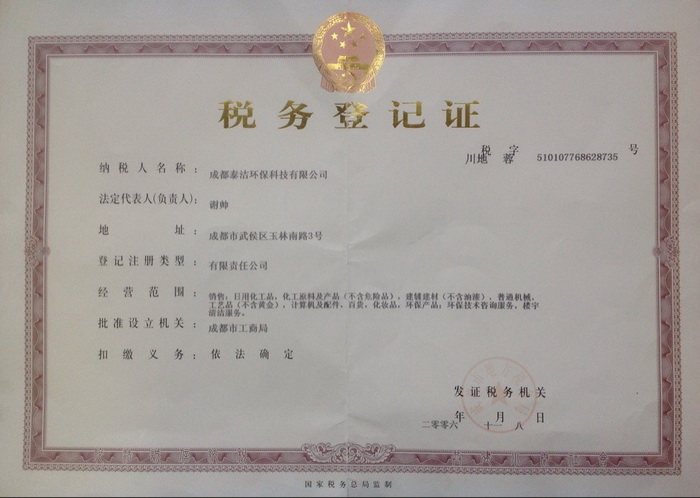 税务登记证
税字 号
川地 蓉 510107768628735
纳税人名称： 成都泰洁环保科技有限公司
法定代表人(负责人)： 谢帅
地 址： 成都市武侯区玉林南路3号
登记注册类型： 有限责任公司
经营范围： 销售：日用化工品、化工原料及产品（不含危险品）、建辅建材（不含油漆）、普通机械、
工艺品（不含黄金）、计算机及配件、百货、化妆品、环保产品；环保技术咨询服务，楼宇
清洁服务。
批准设立机关： 成都市工商局
扣缴义务： 依法确定
发证税务机关
年 月 日
二零零六 十一 八
国家税务总局监制